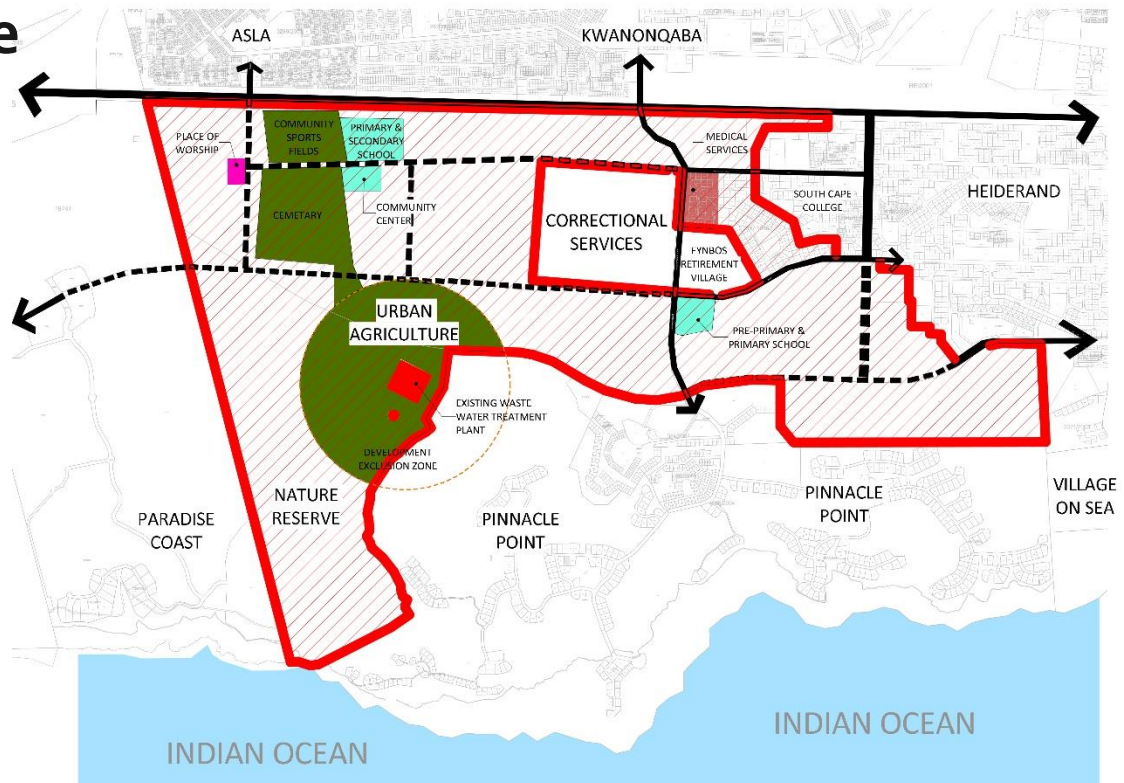 e
ASLA
KWANONQABA
COMMUNITY
SPORTS
FIELDS
PRIMARY &
SECCONDARY
SCHOOL
PLACE OF
WORSHIP
MEDICAL
SERVICES
SOUTH CAPE
COLLEGE
HEIDERAND
CEMETARY
COMMUNITY
CENTER
CORRECTIONAL
SERVICES
FYNBOS
RETIREMENT
VILLAGE
URBAN
AGRICULTURE
PRE-PRIMARY &
PRIMARY SCHOOL
EXISTING WASTE
WATER TREATMENT
PLANT
DEVELOPMENT
EXCLUSION ZONE
NATURE
RESERVE
PARADISE
COAST
PINNACLE
POINT
PINNACLE
POINT
VILLAGE
ON SEA
INDIAN OCEAN
INDIAN OCEAN